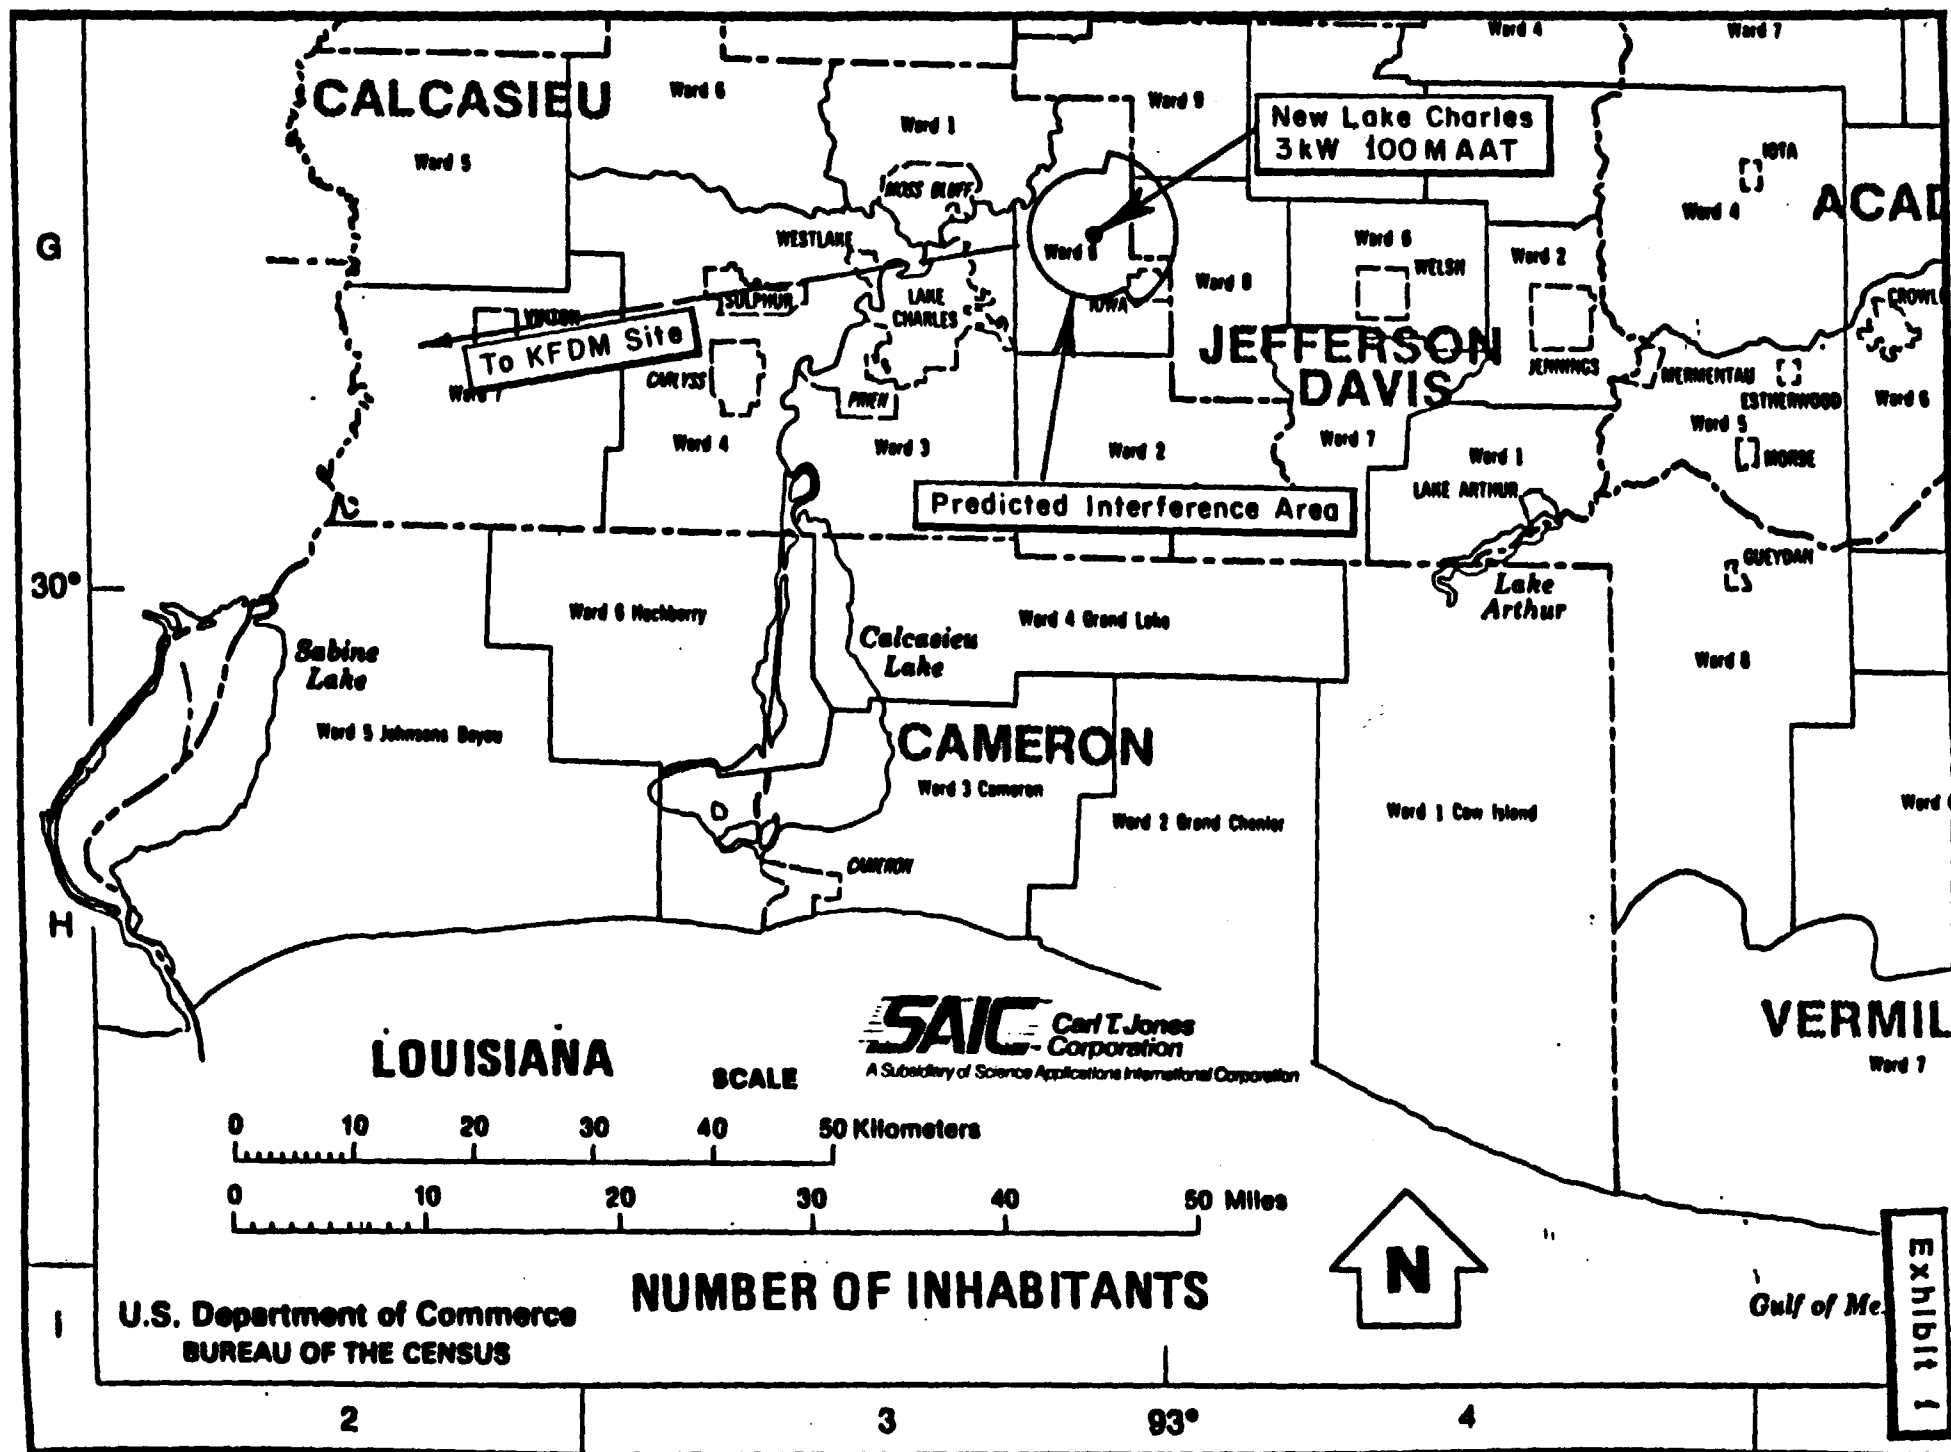 Ward 4
Ward 7
CALCASIEU
Ward 6
Ward 9
Ward 1
New Lake Charles
3kW 100M AAT
Ward 5
IOTA
MOSS BLUFF
Ward 4
ACAD
G
WESTLAKE
Ward 8
Ward 6
WELSH
Ward 2
SULPHUR
LAKE
CHARLES
IOWA
Ward 8
CROWL
VINTON
To KFDM Site
JEFFERSON
DAVIS
CARLYSS
JENNINGS
MERMENTAU
ESTHERWOOD
Ward 6
Ward 7
PRIEN
Ward 4
Ward 3
Ward 2
Ward 7
Ward 1
Ward 5
MORSE
LAKE ARTHUR
Predicted Interference Area
GUEYDAN
30°
Lake
Arthur
Ward 6 Hackberry
Ward 4 Grand Lake
Sabine
Lake
Calcasieu
Lake
Ward 8
Ward 5 Johnsons Bayou
CAMERON
Ward 3 Cameron
Ward 2 Grand Chenier
Ward 1 Cow Island
Ward
CAMERON
H
SAIC
Carl T. Jones
Corporation
A Subsidiary of Science Applications International Corporation
VERMIL
Ward 7
LOUISIANA
SCALE
0 10 20 30 40 50 Kilometers
0 10 20 30 40 50 Miles
N
NUMBER OF INHABITANTS
Gulf of Me
Exhibit 1
U.S. Department of Commerce
BUREAU OF THE CENSUS
I
2 3 93° 4